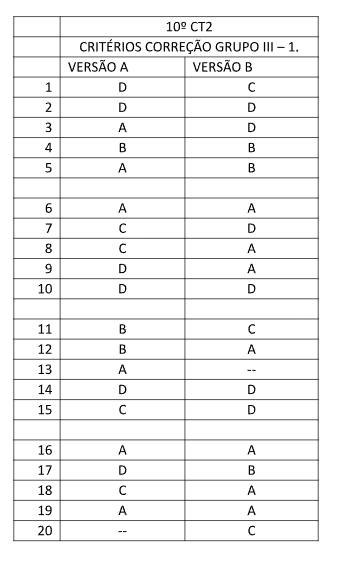 10º CT2
CRITÉRIOS CORREÇÃO GRUPO III – 1.
VERSÃO A VERSÃO B
1 D C
2 D D
3 A D
4 B B
5 A B
6 A A
7 C D
8 C A
9 D A
10 D D
11 B C
12 B A
13 A --
14 D D
15 C D
16 A A
17 D B
18 C A
19 A A
20 -- C